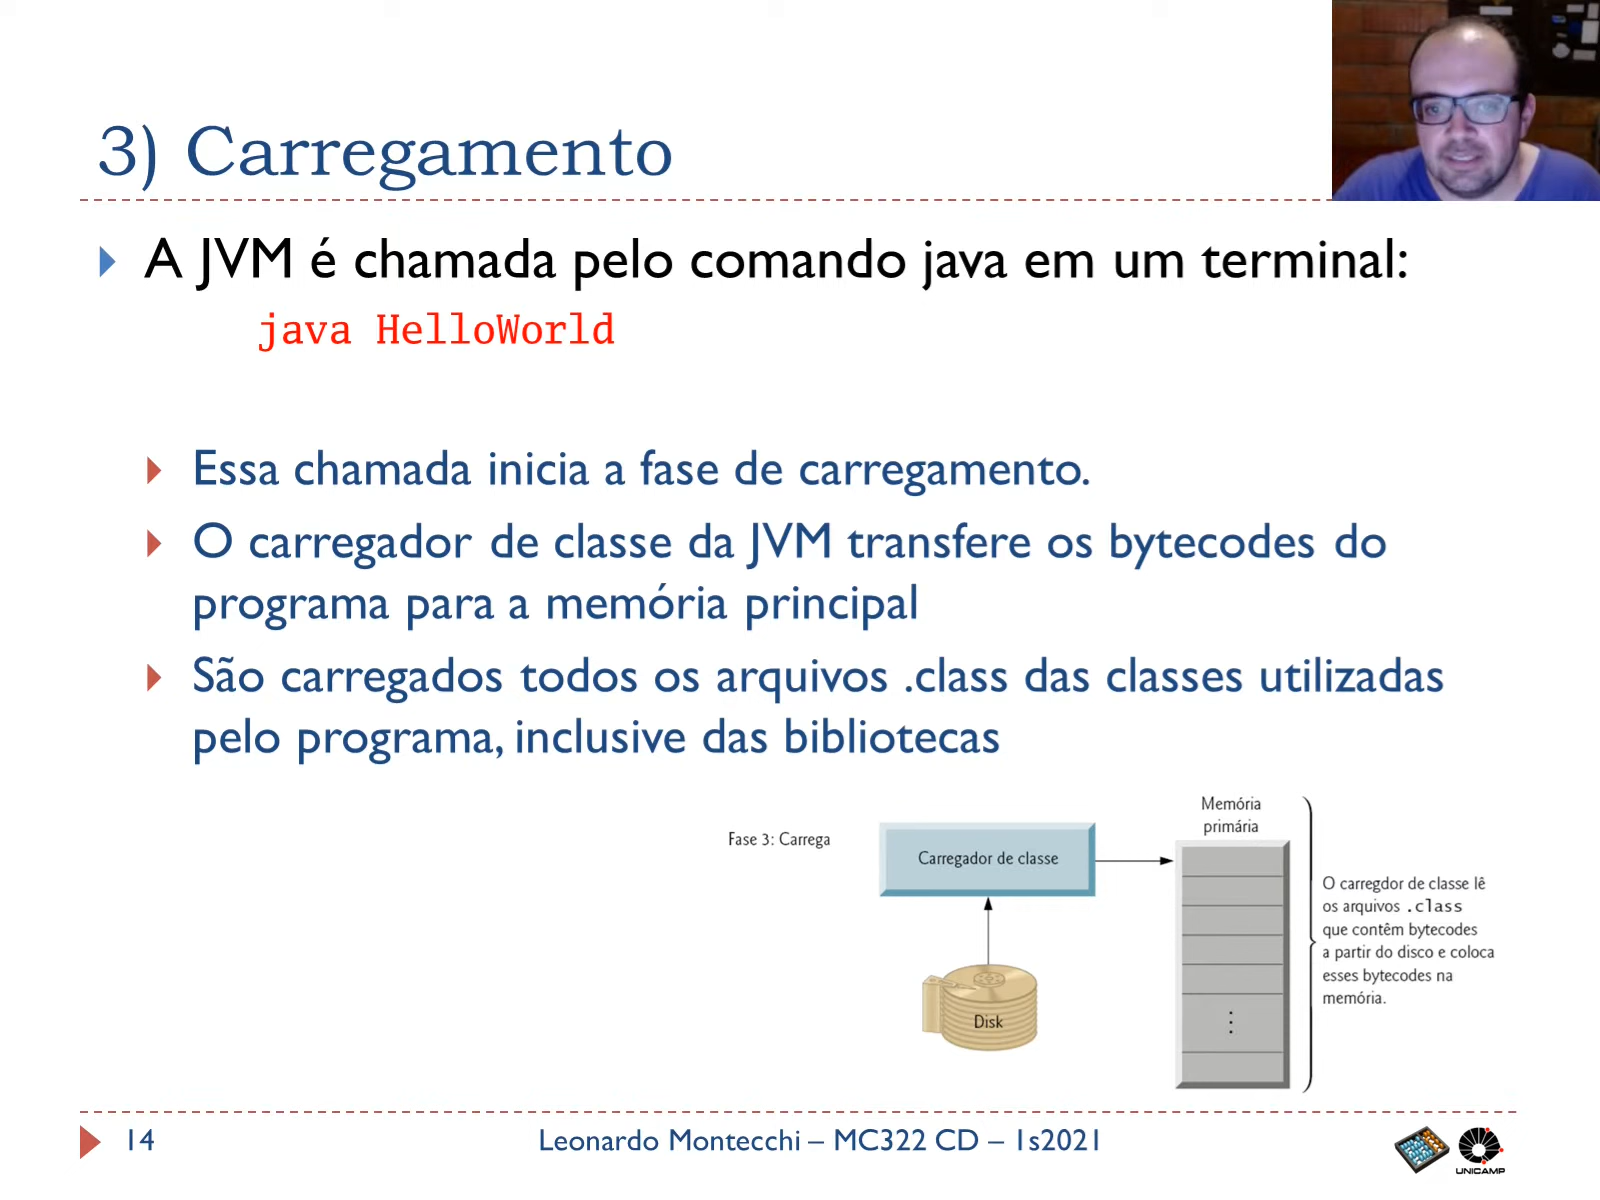 3) Carregamento
A JVM é chamada pelo comando java em um terminal:
java HelloWorld
Essa chamada inicia a fase de carregamento.
O carregador de classe da JVM transfere os bytecodes do
programa para a memória principal
São carregados todos os arquivos .class das classes utilizadas
pelo programa, inclusive das bibliotecas
Fase 3: Carrega
Carregador de classe
Disk
Memória
primária
O carregdor de classe lê
os arquivos .class
que contêm bytecodes
a partir do disco e coloca
esses bytecodes na
memória.
14
Leonardo Montecchi – MC322 CD – 1s2021
UNICAMP